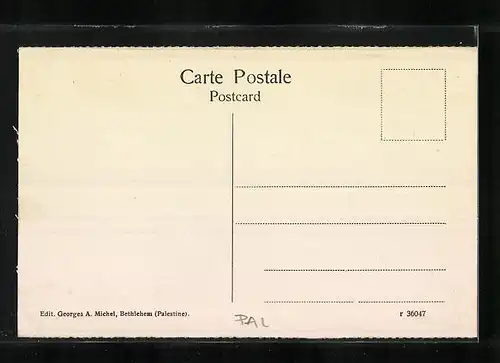 Carte Postale
Postcard
Edit. Georges A. Michel, Bethlehem (Palestine).
PAL
r 36047